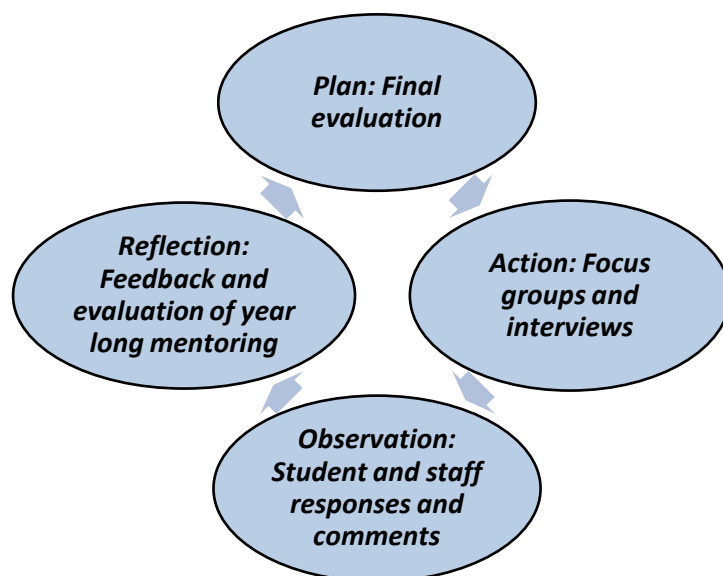 Plan: Final
evaluation
Reflection:
Feedback and
evaluation of year
long mentoring
Action: Focus
groups and
interviews
Observation:
Student and staff
responses and
comments